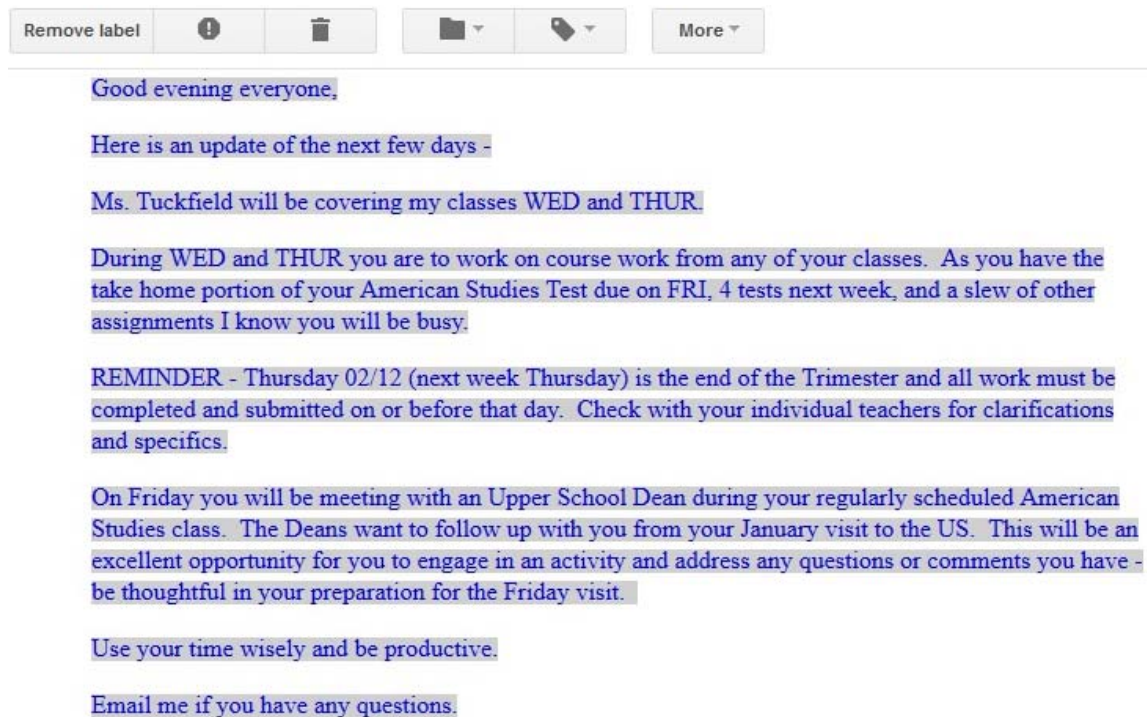 Remove label
More
Good evening everyone,
Here is an update of the next few days -
Ms. Tuckfield will be covering my classes WED and THUR.
During WED and THUR you are to work on course work from any of your classes.  As you have the
take home portion of your American Studies Test due on FRI, 4 tests next week, and a slew of other
assignments I know you will be busy.
REMINDER - Thursday 02/12 (next week Thursday) is the end of the Trimester and all work must be
completed and submitted on or before that day.  Check with your individual teachers for clarifications
and specifics.
On Friday you will be meeting with an Upper School Dean during your regularly scheduled American
Studies class.  The Deans want to follow up with you from your January visit to the US.  This will be an
excellent opportunity for you to engage in an activity and address any questions or comments you have -
be thoughtful in your preparation for the Friday visit.
Use your time wisely and be productive.
Email me if you have any questions.